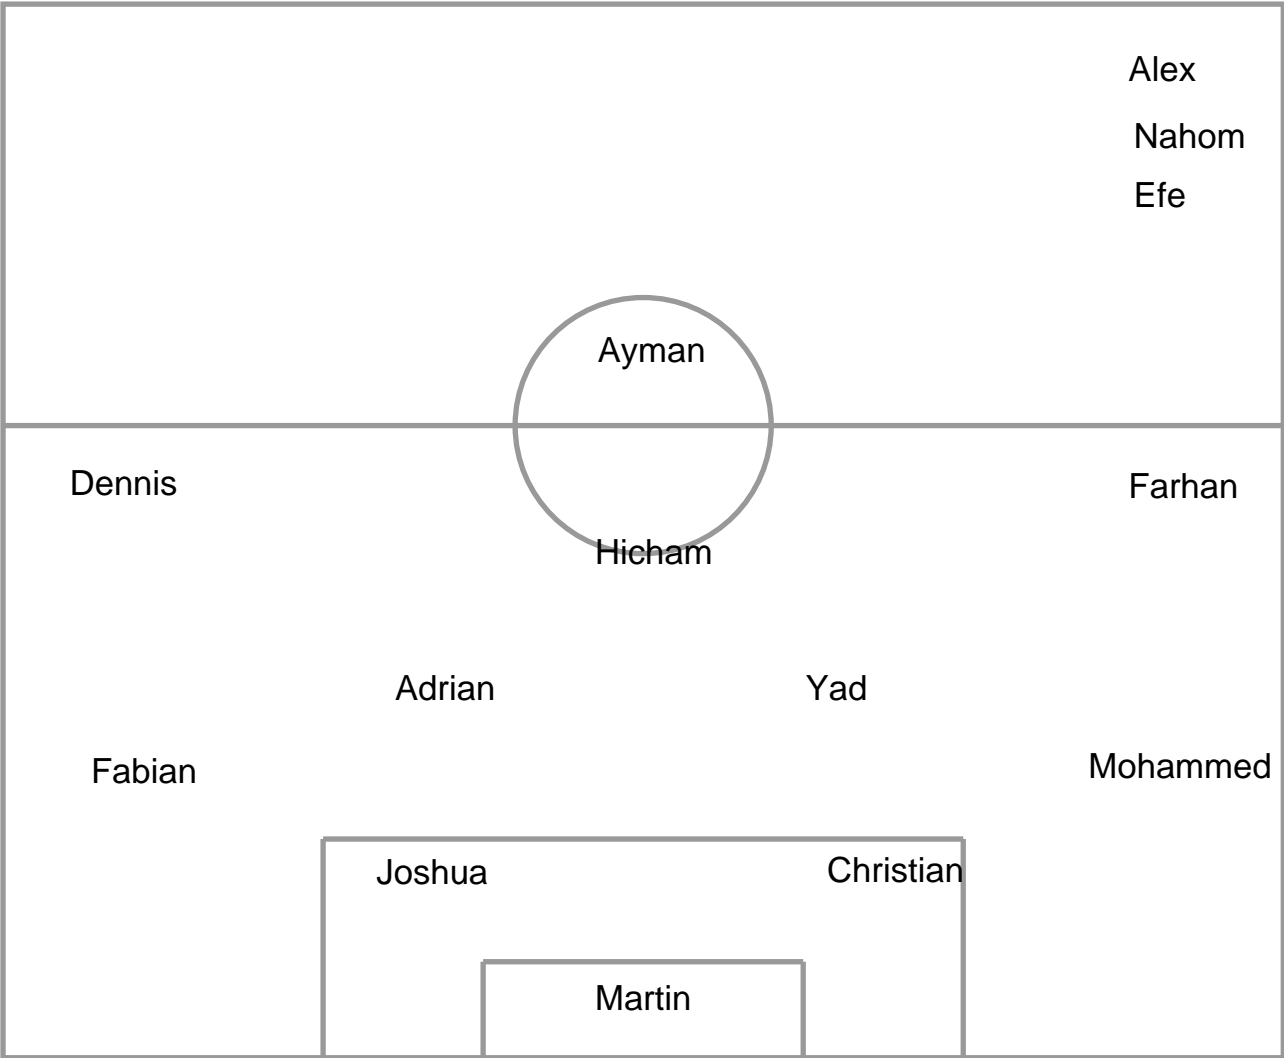 Alex
Nahom
Efe
Ayman
Dennis
Farhan
Hicham
Adrian
Yad
Fabian
Mohammed
Joshua
Christian
Martin